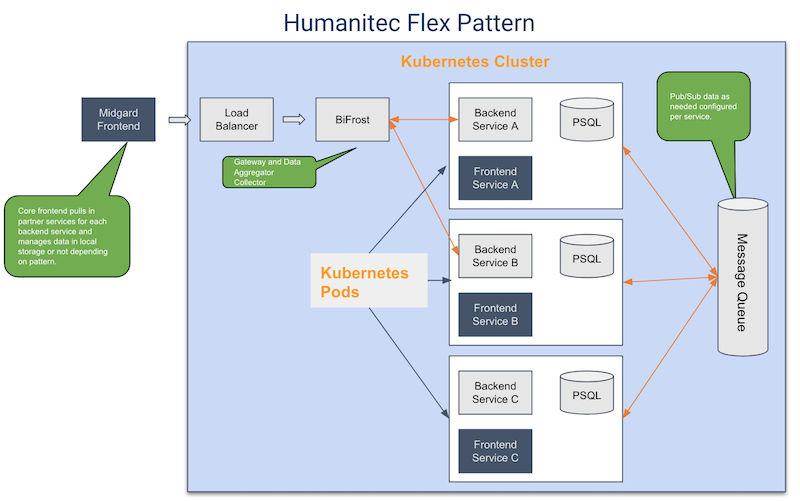 Humanitec Flex Pattern
Kubernetes Cluster
Midgard
Frontend
Load
Balancer
BiFrost
Gateway and Data
Aggregator
Collector
Core frontend pulls in
partner services for each
backend service and
manages data in local
storage or not depending
on pattern.
Backend
Service A
PSQL
Frontend
Service A
Pub/Sub data as
needed configured
per service.
Kubernetes
Pods
Backend
Service B
PSQL
Frontend
Service B
Message Queue
Backend
Service C
PSQL
Frontend
Service C